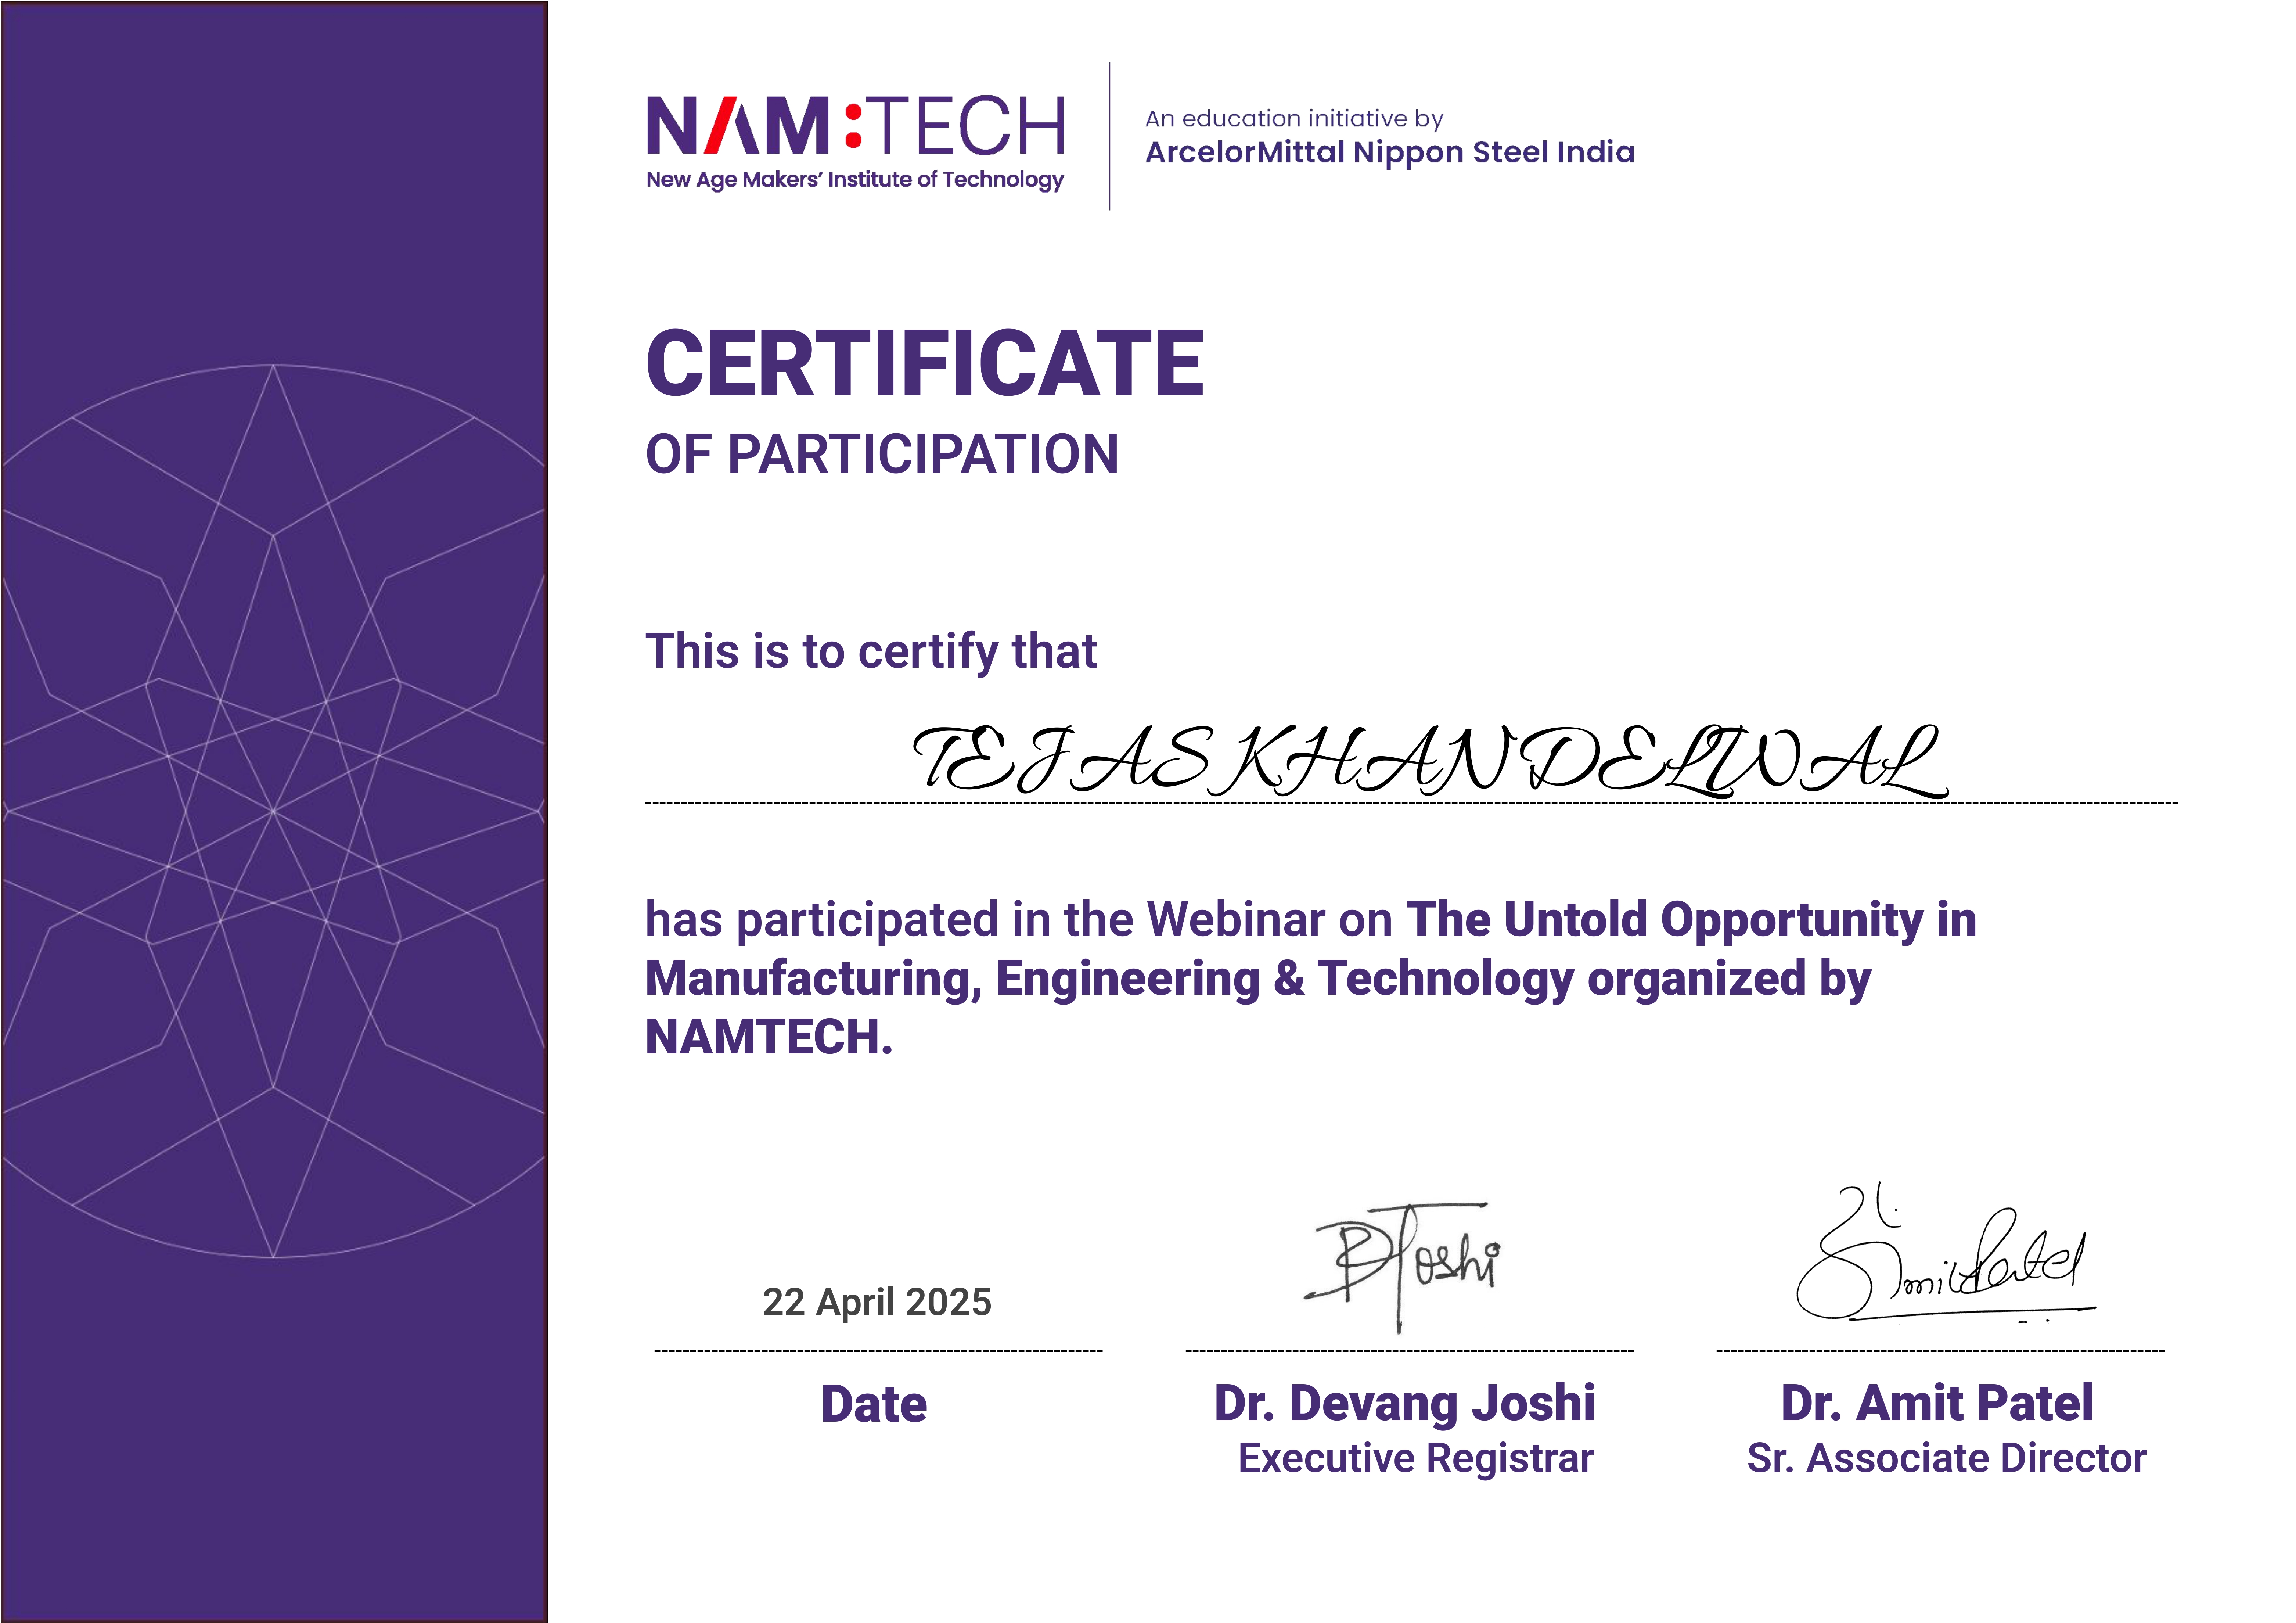 NAM:TECH
New Age Makers’ Institute of Technology
An education initiative by
ArcelorMittal Nippon Steel India
CERTIFICATE
OF PARTICIPATION
This is to certify that
TEJAS KHANDELWAL
has participated in the Webinar on The Untold Opportunity in
Manufacturing, Engineering & Technology organized by
NAMTECH.
22 April 2025
Date
DJoshi
Dr. Devang Joshi
Executive Registrar
Amit Patel
Dr. Amit Patel
Sr. Associate Director